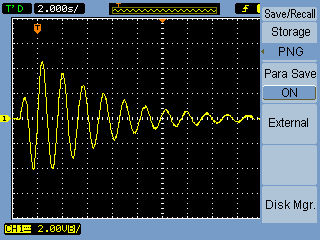 T'D 2.000s/ Save/Recall
T
Storage
PNG
Para Save
ON
External
1
Disk Mgr.
CH1 2.00V/